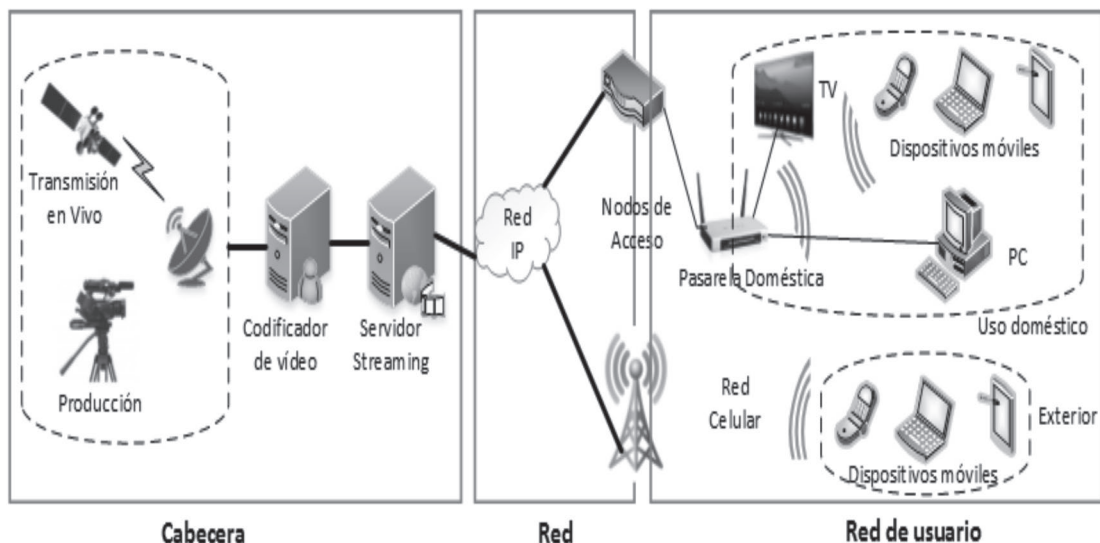 Transmisión
en Vivo
Producción
Codificador
de vídeo
Servidor
Streaming
Red
IP
Nodos de
Acceso
TV
Dispositivos móviles
Pasarela Doméstica
PC
Uso doméstico
Red
Celular
Exterior
Dispositivos móviles
Cabecera
Red
Red de usuario